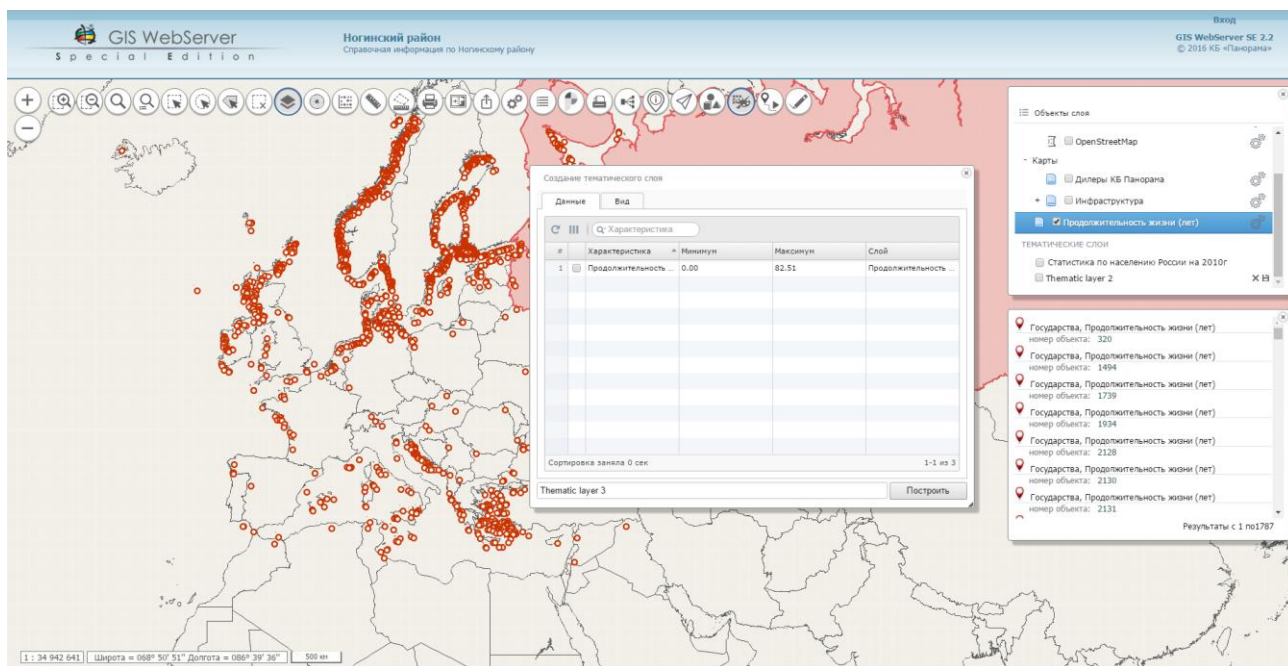 GIS WebServer
Special Edition
Ногинский район
Справочная информация по Ногинскому району
Вход
GIS WebServer SE 2.2
© 2016 КБ «Панорама»
Объекты слоя
OpenStreetMap
- Карты
Дилеры КБ Панорама
+ Инфраструктура
Продолжительность жизни (лет)
ТЕМАТИЧЕСКИЕ СЛОИ
Статистика по населению России на 2010г
Thematic layer 2
Создание тематического слоя
Данные Вид
Характеристика
# Характеристика Минимум Максимум Слой
1 Продолжительность ... 0.00 82.51 Продолжительность ...
Сортировка заняла 0 сек 1-1 из 3
Thematic layer 3 Построить
Государства, Продолжительность жизни (лет)
номер объекта: 320
Государства, Продолжительность жизни (лет)
номер объекта: 1494
Государства, Продолжительность жизни (лет)
номер объекта: 1739
Государства, Продолжительность жизни (лет)
номер объекта: 1934
Государства, Продолжительность жизни (лет)
номер объекта: 2128
Государства, Продолжительность жизни (лет)
номер объекта: 2130
Государства, Продолжительность жизни (лет)
номер объекта: 2131
Результаты с 1 по1787
1 : 34 942 641 Широта = 068° 50' 51" Долгота = 086° 39' 36" 500 км